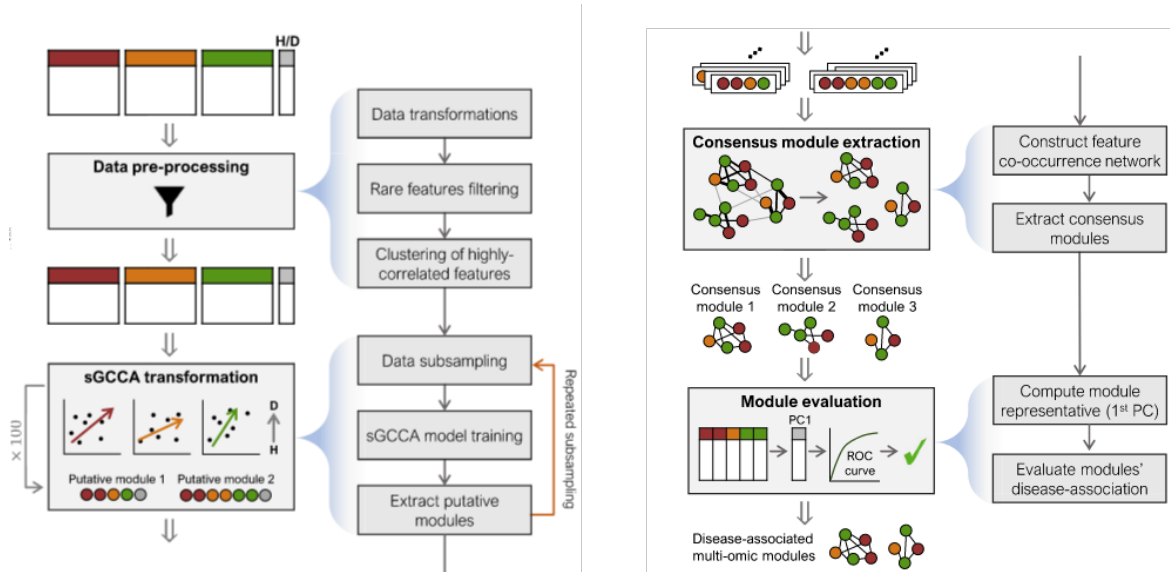 H/D
Data pre-processing
Data transformations
Rare features filtering
Clustering of highly-
correlated features
sGCCA transformation
×100
D
H
Putative module 1
Putative module 2
Data subsampling
sGCCA model training
Extract putative
modules
Repeated subsampling
Consensus module extraction
Construct feature
co-occurrence network
Extract consensus
modules
Consensus
module 1
Consensus
module 2
Consensus
module 3
Module evaluation
PC1
ROC
curve
Compute module
representative (1st PC)
Evaluate modules'
disease-association
Disease-associated
multi-omic modules